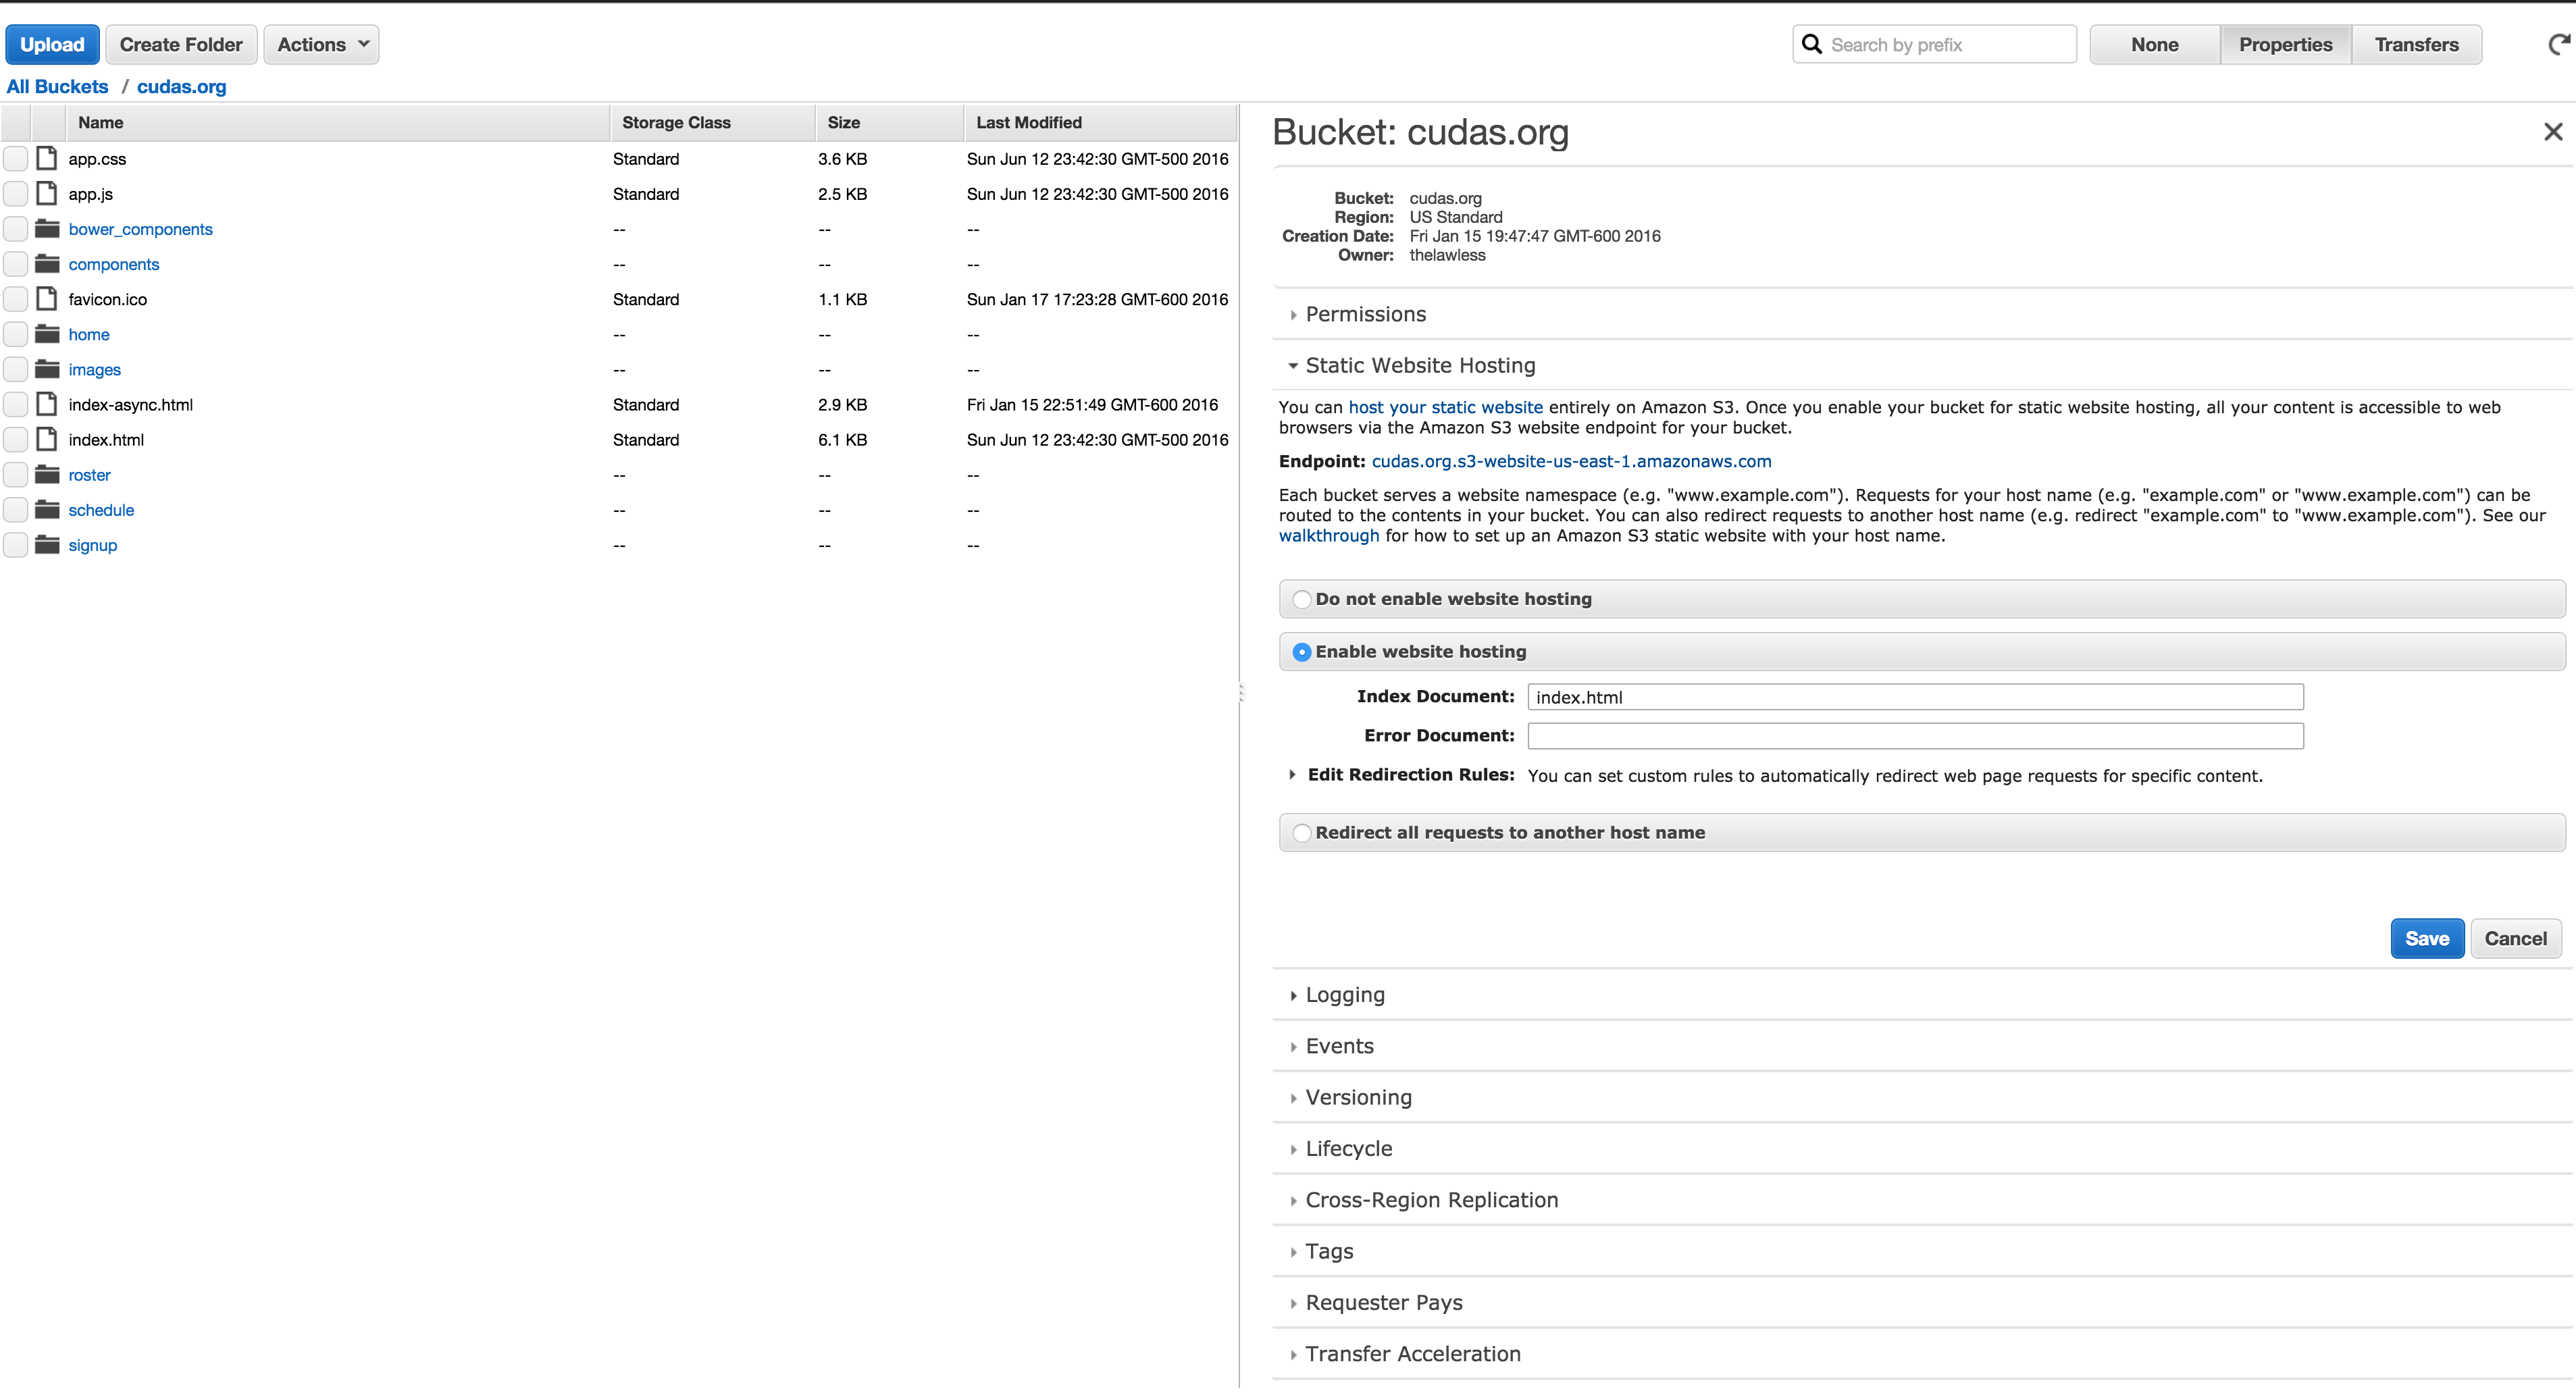 Upload Create Folder Actions Search by prefix None Properties Transfers
All Buckets / cudas.org
Name Storage Class Size Last Modified
app.css Standard 3.6 KB Sun Jun 12 23:42:30 GMT-500 2016
app.js Standard 2.5 KB Sun Jun 12 23:42:30 GMT-500 2016
bower_components -- -- --
components -- -- --
favicon.ico Standard 1.1 KB Sun Jan 17 17:23:28 GMT-600 2016
home -- -- --
images -- -- --
index-async.html Standard 2.9 KB Fri Jan 15 22:51:49 GMT-600 2016
index.html Standard 6.1 KB Sun Jun 12 23:42:30 GMT-500 2016
roster -- -- --
schedule -- -- --
signup -- -- --
Bucket: cudas.org
Bucket: cudas.org
Region: US Standard
Creation Date: Fri Jan 15 19:47:47 GMT-600 2016
Owner: thelawless
Permissions
Static Website Hosting
You can host your static website entirely on Amazon S3. Once you enable your bucket for static website hosting, all your content is accessible to web
browsers via the Amazon S3 website endpoint for your bucket.
Endpoint: cudas.org.s3-website-us-east-1.amazonaws.com
Each bucket serves a website namespace (e.g. "www.example.com"). Requests for your host name (e.g. "example.com" or "www.example.com") can be
routed to the contents in your bucket. You can also redirect requests to another host name (e.g. redirect "example.com" to "www.example.com"). See our
walkthrough for how to set up an Amazon S3 static website with your host name.
Do not enable website hosting
Enable website hosting
Index Document: index.html
Error Document:
Edit Redirection Rules: You can set custom rules to automatically redirect web page requests for specific content.
Redirect all requests to another host name
Save Cancel
Logging
Events
Versioning
Lifecycle
Cross-Region Replication
Tags
Requester Pays
Transfer Acceleration